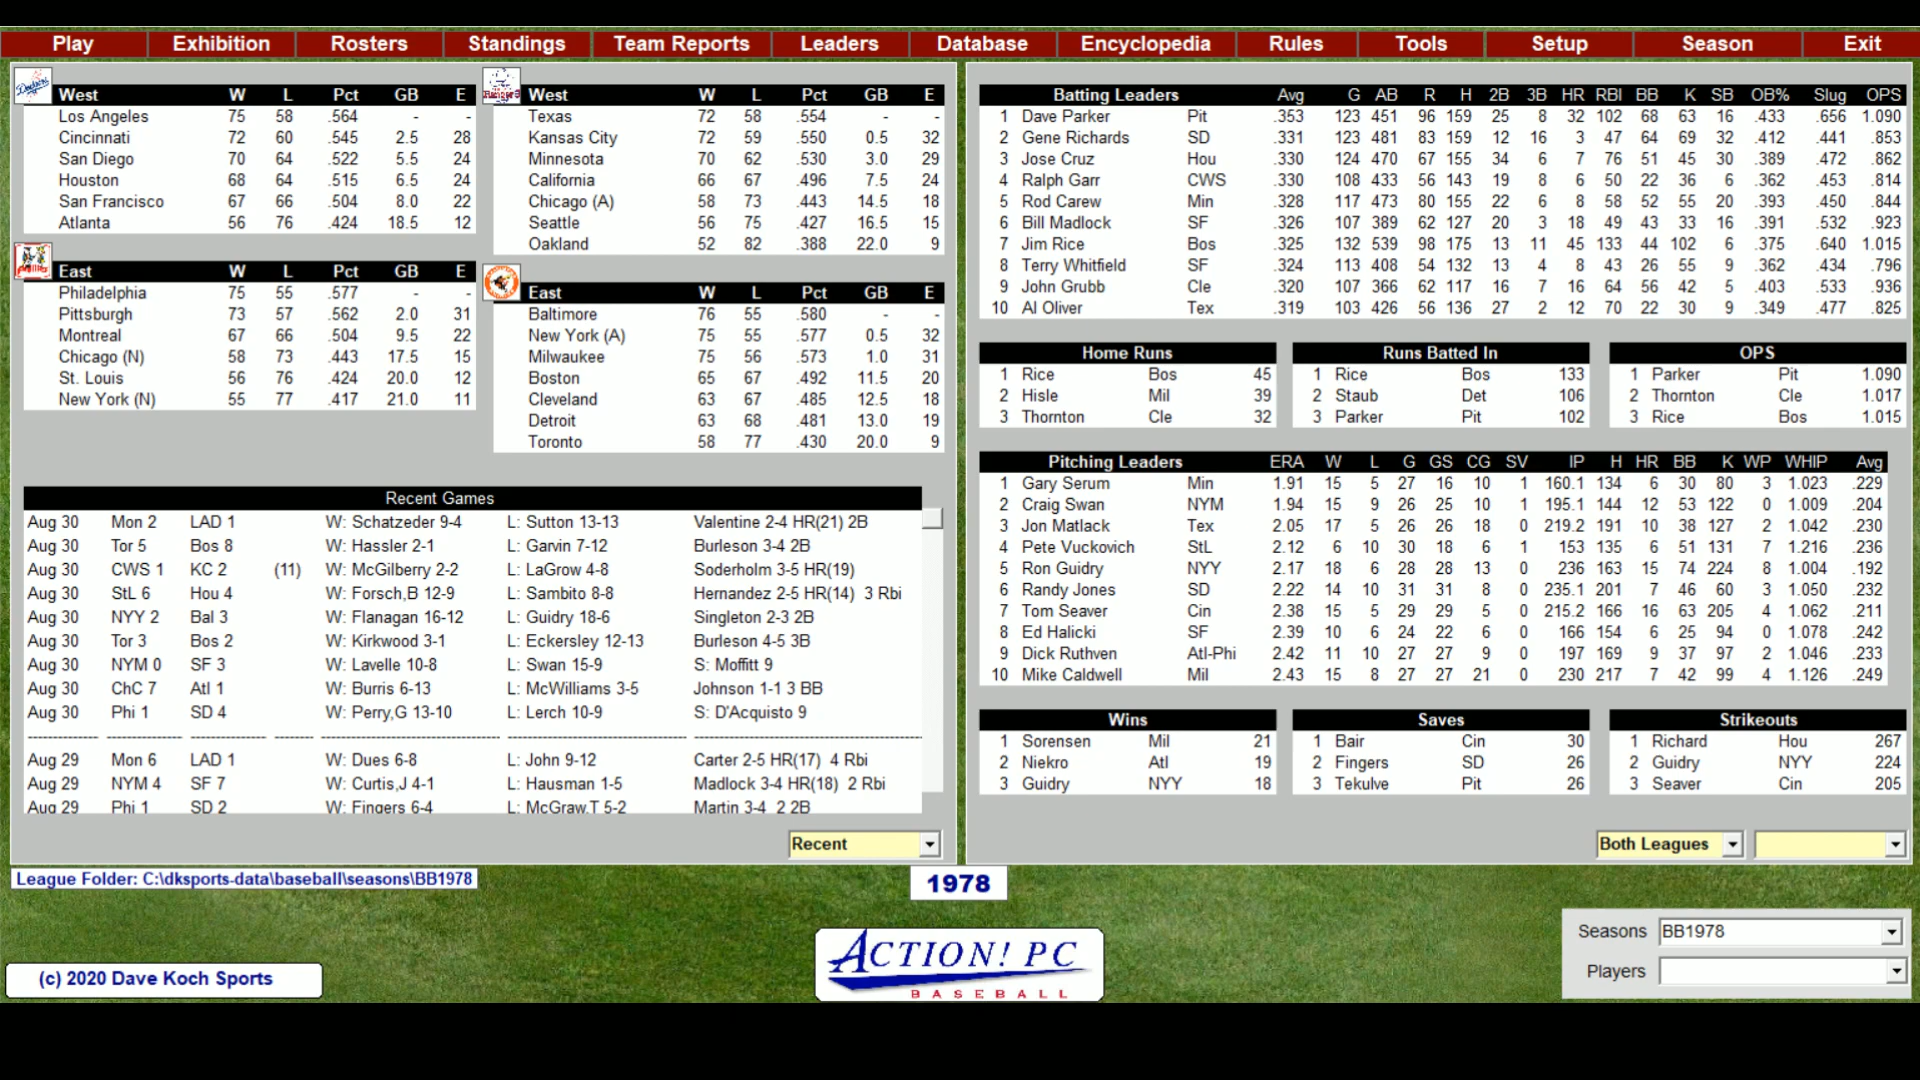 Play Exhibition Rosters Standings Team Reports Leaders Database Encyclopedia Rules Tools Setup Season Exit
West W L Pct GB E
Los Angeles 75 58 .564 - -
Cincinnati 72 60 .545 2.5 28
San Diego 70 64 .522 5.5 24
Houston 68 64 .515 6.5 24
San Francisco 67 66 .504 8.0 22
Atlanta 56 76 .424 18.5 12
East W L Pct GB E
Philadelphia 75 55 .577 - -
Pittsburgh 73 57 .562 2.0 31
Montreal 67 66 .504 9.5 22
Chicago (N) 58 73 .443 17.5 15
St. Louis 56 76 .424 20.0 12
New York (N) 55 77 .417 21.0 11
West W L Pct GB E
Texas 72 58 .554 - -
Kansas City 72 59 .550 0.5 32
Minnesota 70 62 .530 3.0 29
California 66 67 .496 7.5 24
Chicago (A) 58 73 .443 14.5 18
Seattle 56 75 .427 16.5 15
Oakland 52 82 .388 22.0 9
East W L Pct GB E
Baltimore 76 55 .580 - -
New York (A) 75 55 .577 0.5 32
Milwaukee 75 56 .573 1.0 31
Boston 65 67 .492 11.5 20
Cleveland 63 67 .485 12.5 18
Detroit 63 68 .481 13.0 19
Toronto 58 77 .430 20.0 9
Recent Games
Aug 30 Mon 2 LAD 1 W: Schatzeder 9-4 L: Sutton 13-13 Valentine 2-4 HR(21) 2B
Aug 30 Tor 5 Bos 8 W: Hassler 2-1 L: Garvin 7-12 Burleson 3-4 2B
Aug 30 CWS 1 KC 2 (11) W: McGilberry 2-2 L: LaGrow 4-8 Soderholm 3-5 HR(19)
Aug 30 StL 6 Hou 4 W: Forsch,B 12-9 L: Sambito 8-8 Hernandez 2-5 HR(14) 3 Rbi
Aug 30 NYY 2 Bal 3 W: Flanagan 16-12 L: Guidry 18-6 Singleton 2-3 2B
Aug 30 Tor 3 Bos 2 W: Kirkwood 3-1 L: Eckersley 12-13 Burleson 4-5 3B
Aug 30 NYM 0 SF 3 W: Lavelle 10-8 L: Swan 15-9 S: Moffitt 9
Aug 30 ChC 7 Atl 1 W: Burris 6-13 L: McWilliams 3-5 Johnson 1-1 3 BB
Aug 30 Phi 1 SD 4 W: Perry,G 13-10 L: Lerch 10-9 S: D'Acquisto 9
Aug 29 Mon 6 LAD 1 W: Dues 6-8 L: John 9-12 Carter 2-5 HR(17) 4 Rbi
Aug 29 NYM 4 SF 7 W: Curtis,J 4-1 L: Hausman 1-5 Madlock 3-4 HR(18) 2 Rbi
Aug 29 Phi 1 SD 2 W: Fingers 6-4 L: McGraw,T 5-2 Martin 3-4 2 2B
Recent
Batting Leaders Avg G AB R H 2B 3B HR RBI BB K SB OB% Slug OPS
1 Dave Parker Pit .353 123 451 96 159 25 8 32 102 68 63 16 .433 .656 1.090
2 Gene Richards SD .331 123 481 83 159 12 16 3 47 64 69 32 .412 .441 .853
3 Jose Cruz Hou .330 124 470 67 155 34 6 7 76 51 45 30 .389 .472 .862
4 Ralph Garr CWS .330 108 433 56 143 19 8 6 50 22 36 6 .362 .453 .814
5 Rod Carew Min .328 117 473 80 155 22 6 8 58 52 55 20 .393 .450 .844
6 Bill Madlock SF .326 107 389 62 127 20 3 18 49 43 33 16 .391 .532 .923
7 Jim Rice Bos .325 132 539 98 175 13 11 45 133 44 102 6 .375 .640 1.015
8 Terry Whitfield SF .324 113 408 54 132 13 4 8 43 26 55 9 .362 .434 .796
9 John Grubb Cle .320 107 366 62 117 16 7 16 64 56 42 5 .403 .533 .936
10 Al Oliver Tex .319 103 426 56 136 27 2 12 70 22 30 9 .349 .477 .825
Home Runs
1 Rice Bos 45
2 Hisle Mil 39
3 Thornton Cle 32
Runs Batted In
1 Rice Bos 133
2 Staub Det 106
3 Parker Pit 102
OPS
1 Parker Pit 1.090
2 Thornton Cle 1.017
3 Rice Bos 1.015
Pitching Leaders ERA W L G GS CG SV IP H HR BB K WP WHIP Avg
1 Gary Serum Min 1.91 15 5 27 16 10 1 160.1 134 6 30 80 3 1.023 .229
2 Craig Swan NYM 1.94 15 9 26 25 10 1 195.1 144 12 53 122 0 1.009 .204
3 Jon Matlack Tex 2.05 17 5 26 26 18 0 219.2 191 10 38 127 2 1.042 .230
4 Pete Vuckovich StL 2.12 6 10 30 18 6 1 153 135 6 51 131 7 1.216 .236
5 Ron Guidry NYY 2.17 18 6 28 28 13 0 236 163 15 74 224 8 1.004 .192
6 Randy Jones SD 2.22 14 10 31 31 8 0 235.1 201 7 46 60 3 1.050 .232
7 Tom Seaver Cin 2.38 15 5 29 29 5 0 215.2 166 16 63 205 4 1.062 .211
8 Ed Halicki SF 2.39 10 6 24 22 6 0 166 154 6 25 94 0 1.078 .242
9 Dick Ruthven Atl-Phi 2.42 11 10 27 27 9 0 197 169 9 37 97 2 1.046 .233
10 Mike Caldwell Mil 2.43 15 8 27 27 21 0 230 217 7 42 99 4 1.126 .249
Wins
1 Sorensen Mil 21
2 Niekro Atl 19
3 Guidry NYY 18
Saves
1 Bair Cin 30
2 Fingers SD 26
3 Tekulve Pit 26
Strikeouts
1 Richard Hou 267
2 Guidry NYY 224
3 Seaver Cin 205
Both Leagues
League Folder: C:\dksports-data\baseball\seasons\BB1978
1978
Seasons BB1978
Players
(c) 2020 Dave Koch Sports
ACTION! PC
BASEBALL